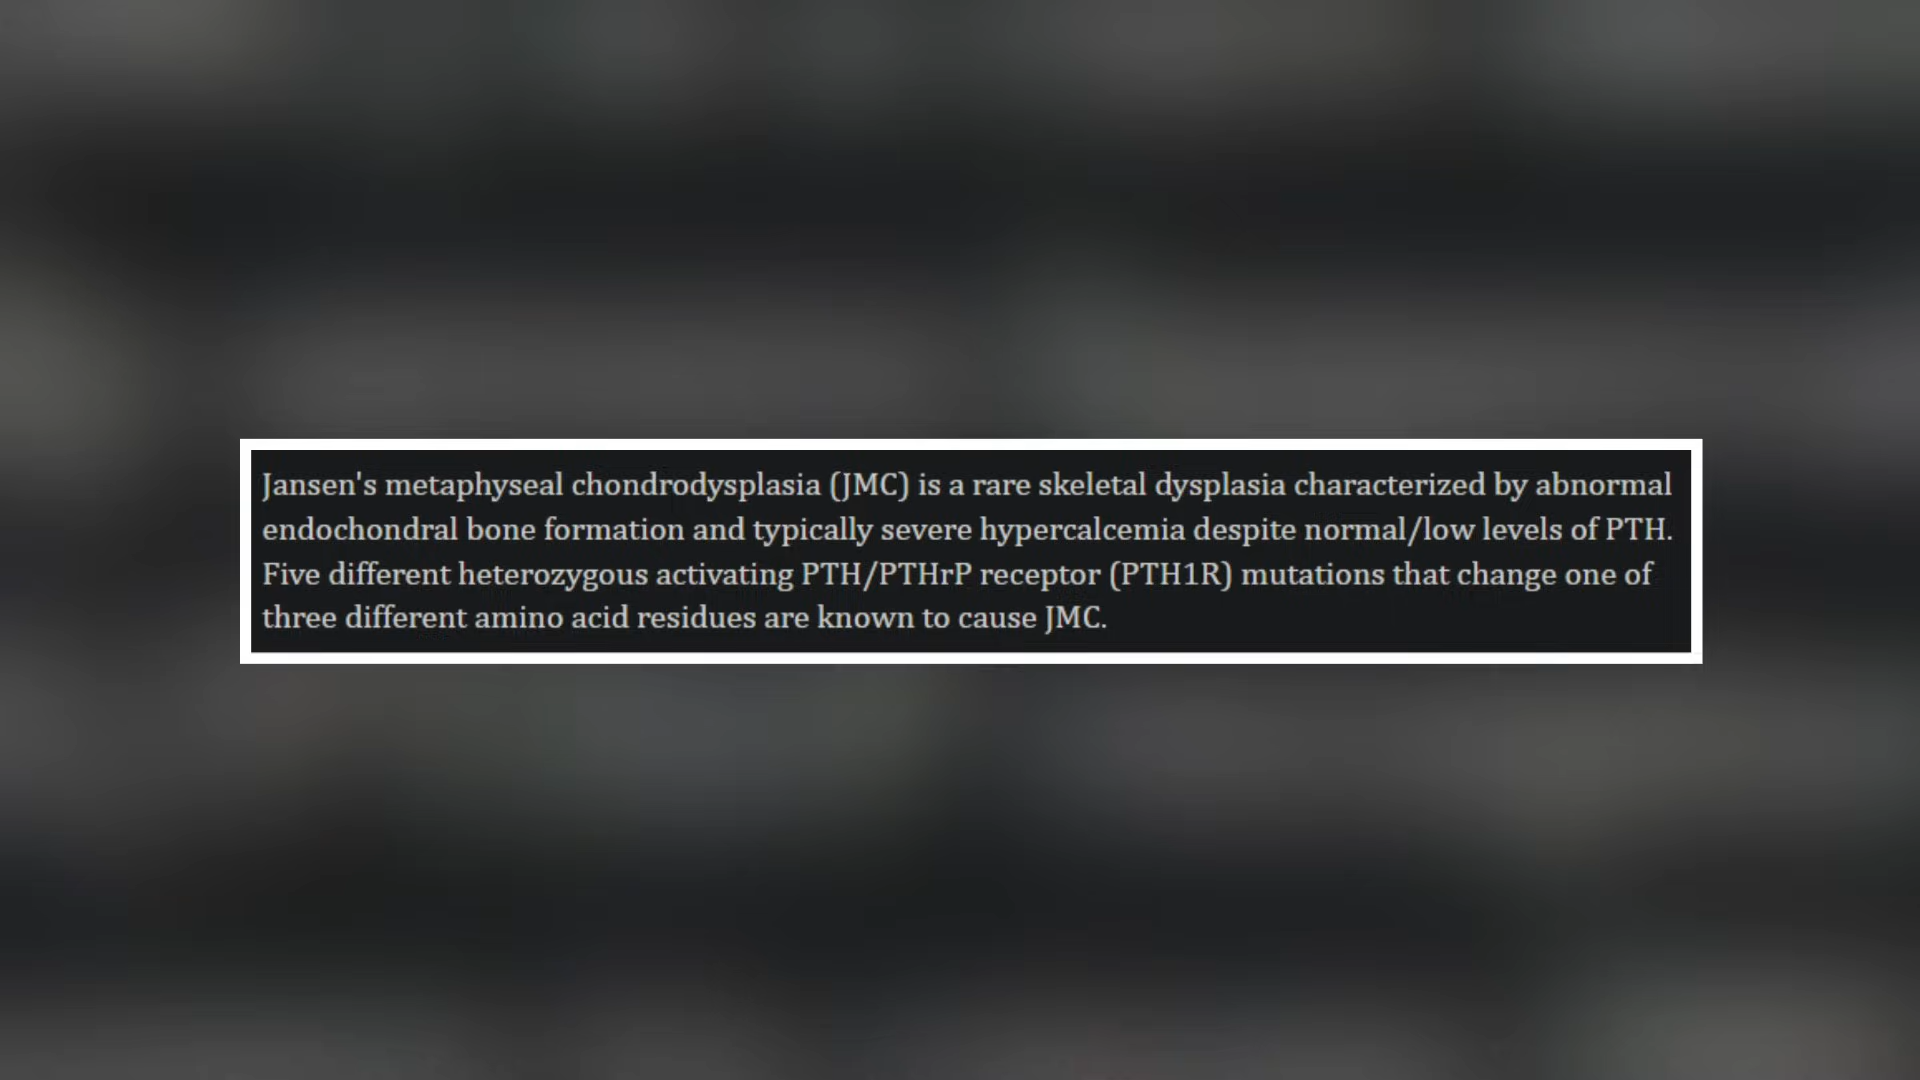 Jansen's metaphyseal chondrodysplasia (JMC) is a rare skeletal dysplasia characterized by abnormal
endochondral bone formation and typically severe hypercalcemia despite normal/low levels of PTH.
Five different heterozygous activating PTH/PTHrP receptor (PTH1R) mutations that change one of
three different amino acid residues are known to cause JMC.